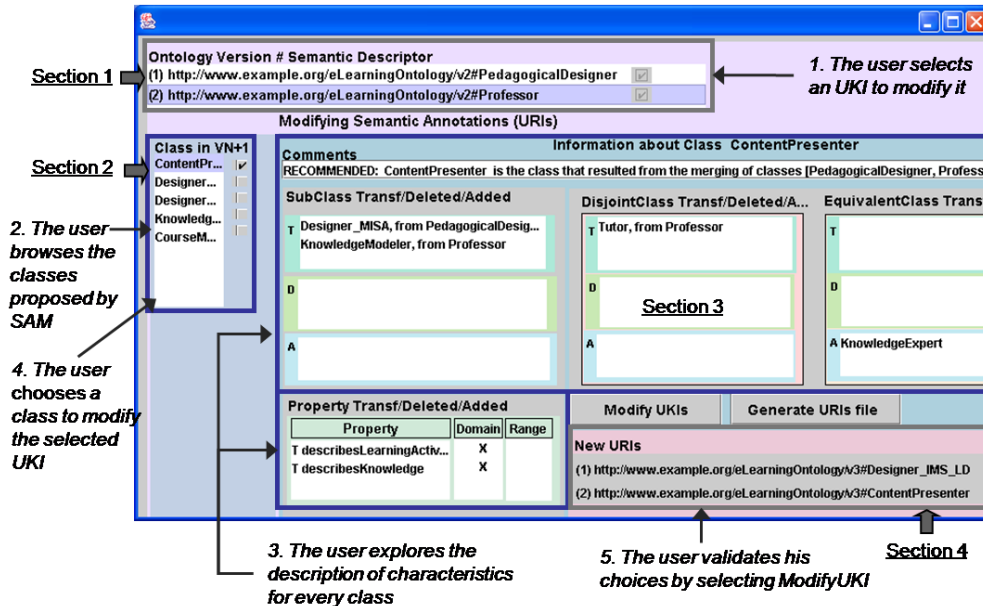 Ontology Version # Semantic Descriptor
Section 1
(1) http://www.example.org/eLearningOntology/v2#PedagogicalDesigner
(2) http://www.example.org/eLearningOntology/v2#Professor
1. The user selects
an UKI to modify it
Modifying Semantic Annotations (URIs)
Section 2
Class in VN+1
ContentPr...
Designer...
Designer...
Knowledg...
CourseM...
Information about Class ContentPresenter
Comments
RECOMMENDED: ContentPresenter is the class that resulted from the merging of classes [PedagogicalDesigner, Profess
SubClass Transf/Deleted/Added
T Designer_MISA, from PedagogicalDesig...
KnowledgeModeler, from Professor
D
A
DisjointClass Transf/Deleted/A...
T Tutor, from Professor
D
Section 3
A
EquivalentClass Trans
T
D
A KnowledgeExpert
2. The user
browses the
classes
proposed by
SAM
4. The user
chooses a
class to modify
the selected
UKI
Property Transf/Deleted/Added
Property Domain Range
T describesLearningActiv... X
T describesKnowledge X
Modify UKIs
Generate URIs file
New URIs
(1) http://www.example.org/eLearningOntology/v3#Designer_IMS_LD
(2) http://www.example.org/eLearningOntology/v3#ContentPresenter
3. The user explores the
description of characteristics
for every class
5. The user validates his
choices by selecting ModifyUKI
Section 4